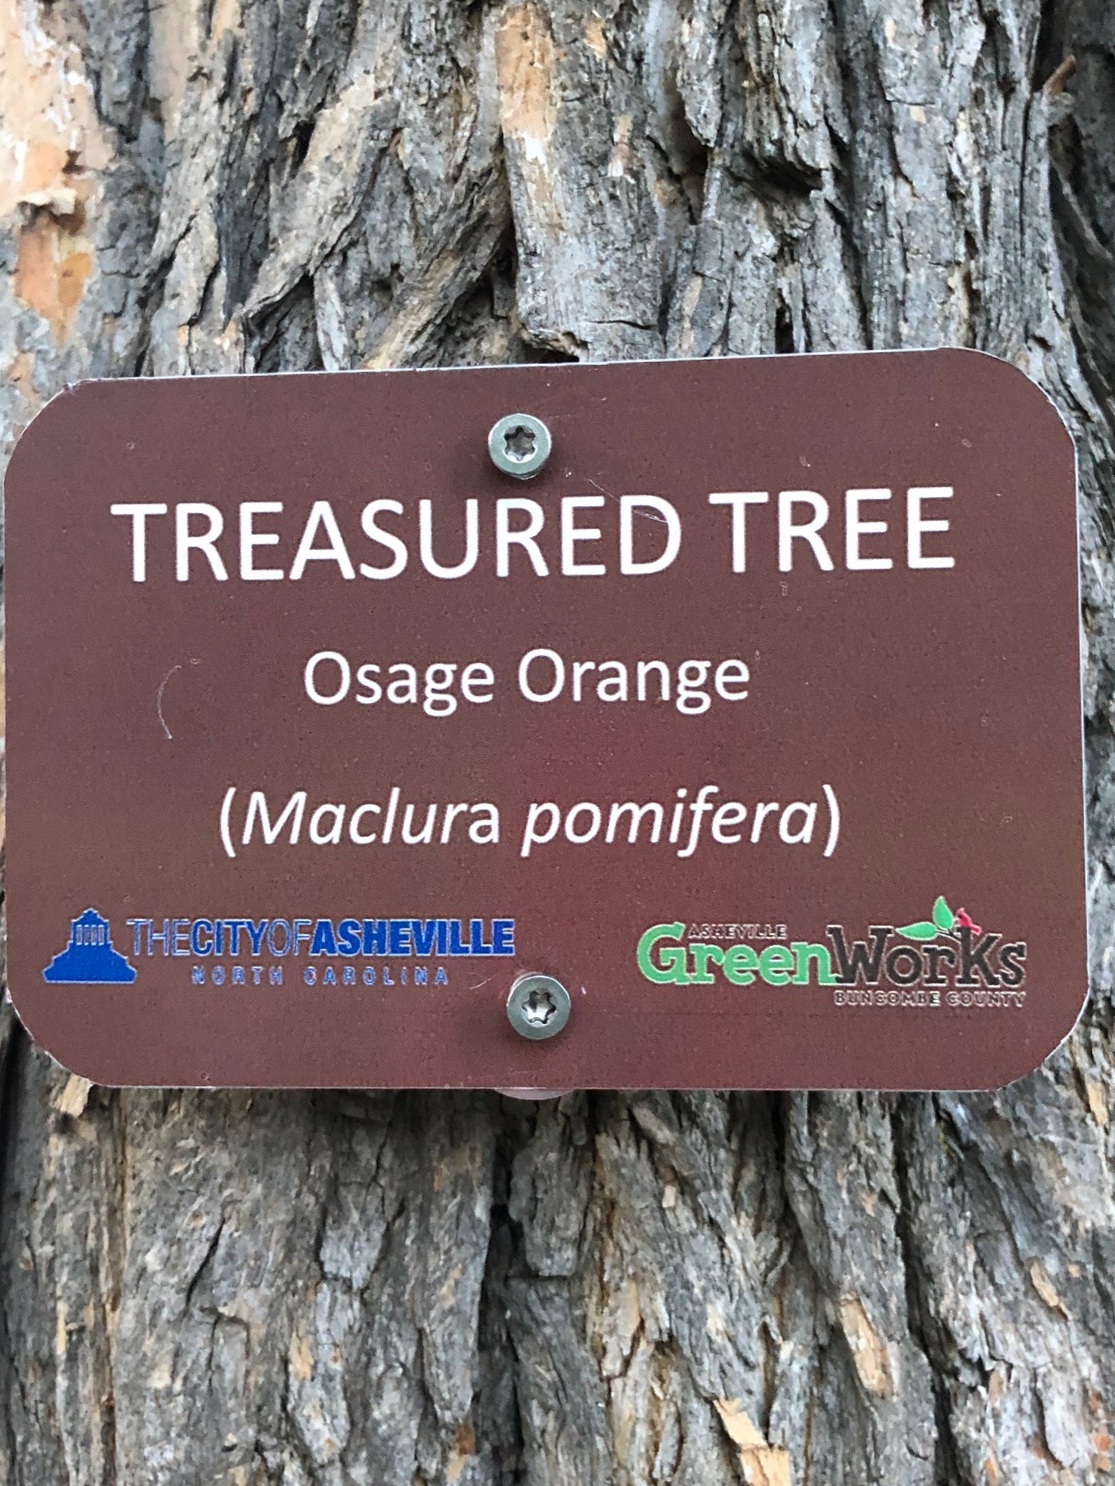 TREASURED TREE
Osage Orange
(Maclura pomifera)
THECITYOFASHEVILLE
NORTH CAROLINA
ASHEVILLE
GreenWorks
BUNCOMBE COUNTY